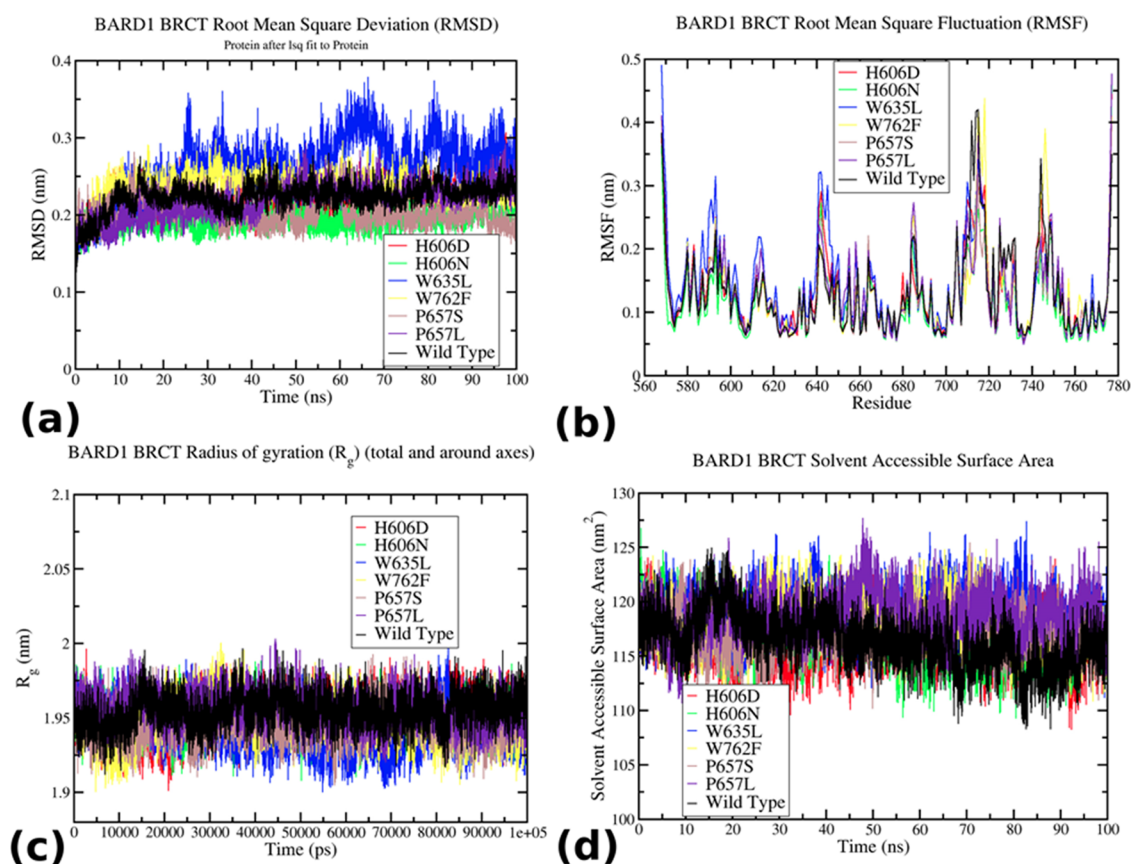 BARD1 BRCT Root Mean Square Deviation (RMSD)
Protein after lsq fit to Protein
0.4
0.3
0.2
0.1
0
RMSD (nm)
H606D
H606N
W635L
W762F
P657S
P657L
Wild Type
0 10 20 30 40 50 60 70 80 90 100
Time (ns)
(a)
BARD1 BRCT Root Mean Square Fluctuation (RMSF)
0.5
0.4
0.3
0.2
0.1
0
RMSF (nm)
H606D
H606N
W635L
W762F
P657S
P657L
Wild Type
560 580 600 620 640 660 680 700 720 740 760 780
Residue
(b)
BARD1 BRCT Radius of gyration (Rg) (total and around axes)
2.1
2.05
2
1.95
1.9
Rg (nm)
H606D
H606N
W635L
W762F
P657S
P657L
Wild Type
0 10000 20000 30000 40000 50000 60000 70000 80000 90000 1e+05
Time (ps)
(c)
BARD1 BRCT Solvent Accessible Surface Area
130
125
120
115
110
105
100
Solvent Accessible Surface Area (nm²)
H606D
H606N
W635L
W762F
P657S
P657L
Wild Type
0 10 20 30 40 50 60 70 80 90 100
Time (ns)
(d)